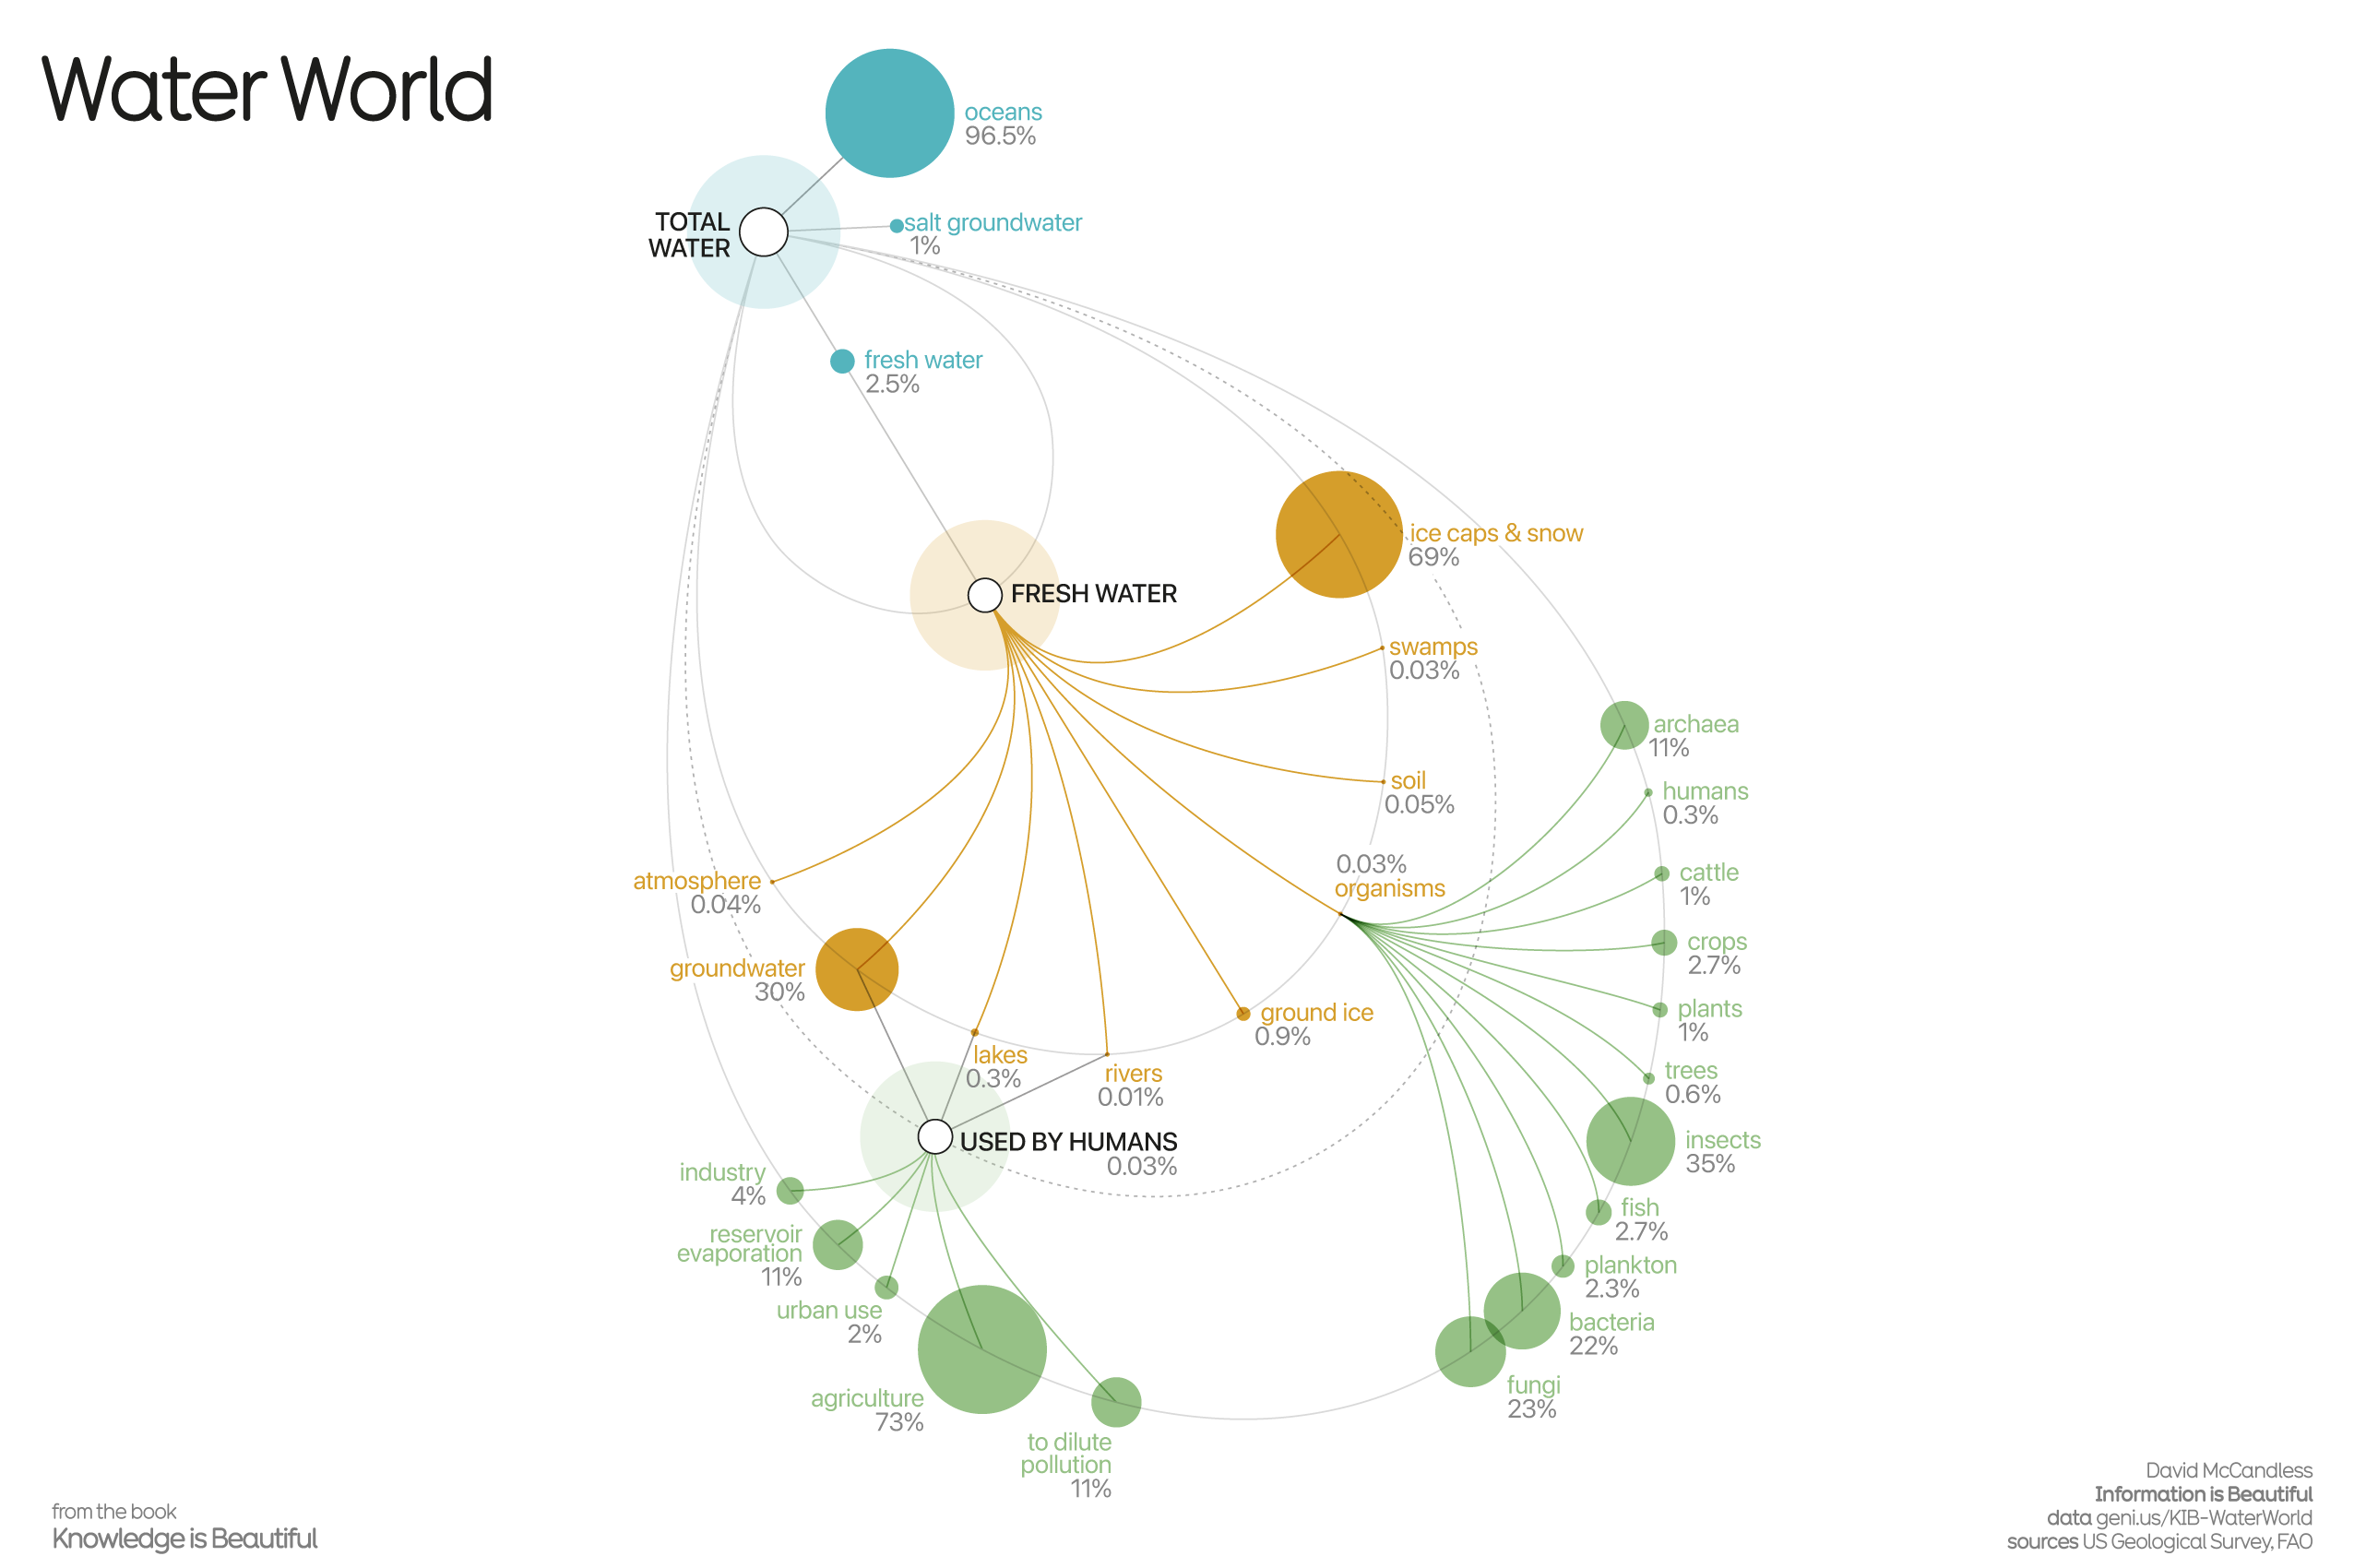 Water World
oceans
96.5%
TOTAL
WATER
salt groundwater
1%
fresh water
2.5%
FRESH WATER
ice caps & snow
69%
swamps
0.03%
soil
0.05%
0.03%
organisms
atmosphere
0.04%
groundwater
30%
lakes
0.3%
rivers
0.01%
ground ice
0.9%
archaea
11%
humans
0.3%
cattle
1%
crops
2.7%
plants
1%
trees
0.6%
insects
35%
fish
2.7%
plankton
2.3%
bacteria
22%
fungi
23%
USED BY HUMANS
0.03%
industry
4%
reservoir
evaporation
11%
urban use
2%
agriculture
73%
to dilute
pollution
11%
from the book
Knowledge is Beautiful
David McCandless
Information is Beautiful
data geni.us/KIB-WaterWorld
sources US Geological Survey, FAO